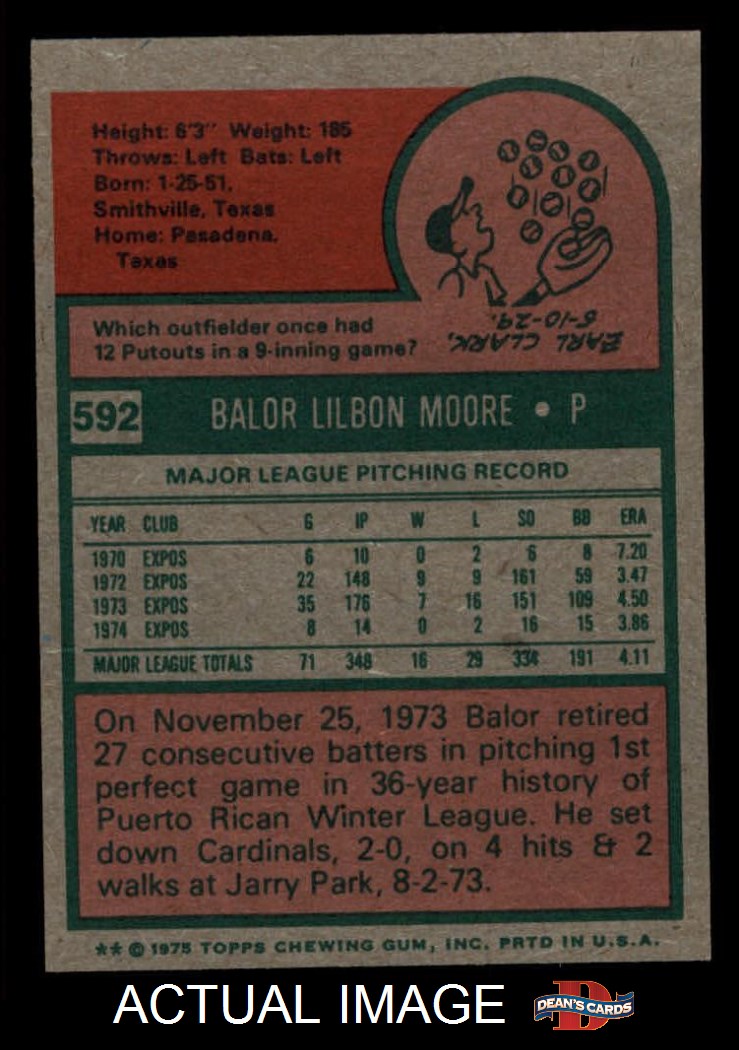 Height: 6'3" Weight: 185
Throws: Left Bats: Left
Born: 1-25-51,
Smithville, Texas
Home: Pasadena,
Texas
Which outfielder once had
12 Putouts in a 9-inning game?
EARL CLARK,
5-10-29.
592 BALOR LILBON MOORE • P
MAJOR LEAGUE PITCHING RECORD
YEAR CLUB G IP W L SO BB ERA
1970 EXPOS 6 10 0 2 6 8 7.20
1972 EXPOS 22 148 9 9 161 59 3.47
1973 EXPOS 35 176 7 16 151 109 4.50
1974 EXPOS 8 14 0 2 16 15 3.86
MAJOR LEAGUE TOTALS 71 348 16 29 334 191 4.11
On November 25, 1973 Balor retired
27 consecutive batters in pitching 1st
perfect game in 36-year history of
Puerto Rican Winter League. He set
down Cardinals, 2-0, on 4 hits & 2
walks at Jarry Park, 8-2-73.
** © 1975 TOPPS CHEWING GUM, INC. PRTD IN U.S.A.
ACTUAL IMAGE
D
DEAN'S CARDS